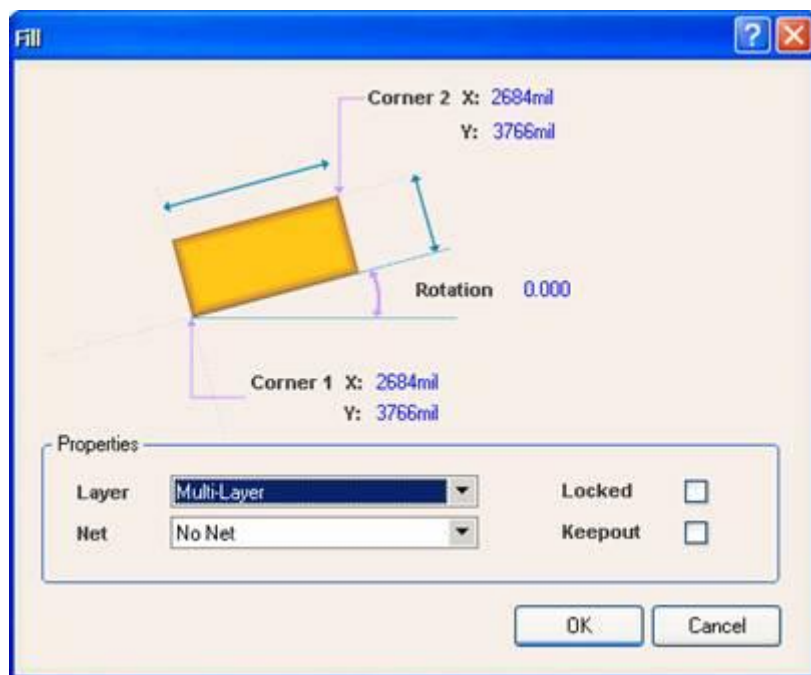 Fill
Corner 2 X: 2684mil
Y: 3766mil
Rotation 0.000
Corner 1 X: 2684mil
Y: 3766mil
Properties
Layer Multi-Layer Locked
Net No Net Keepout
OK Cancel